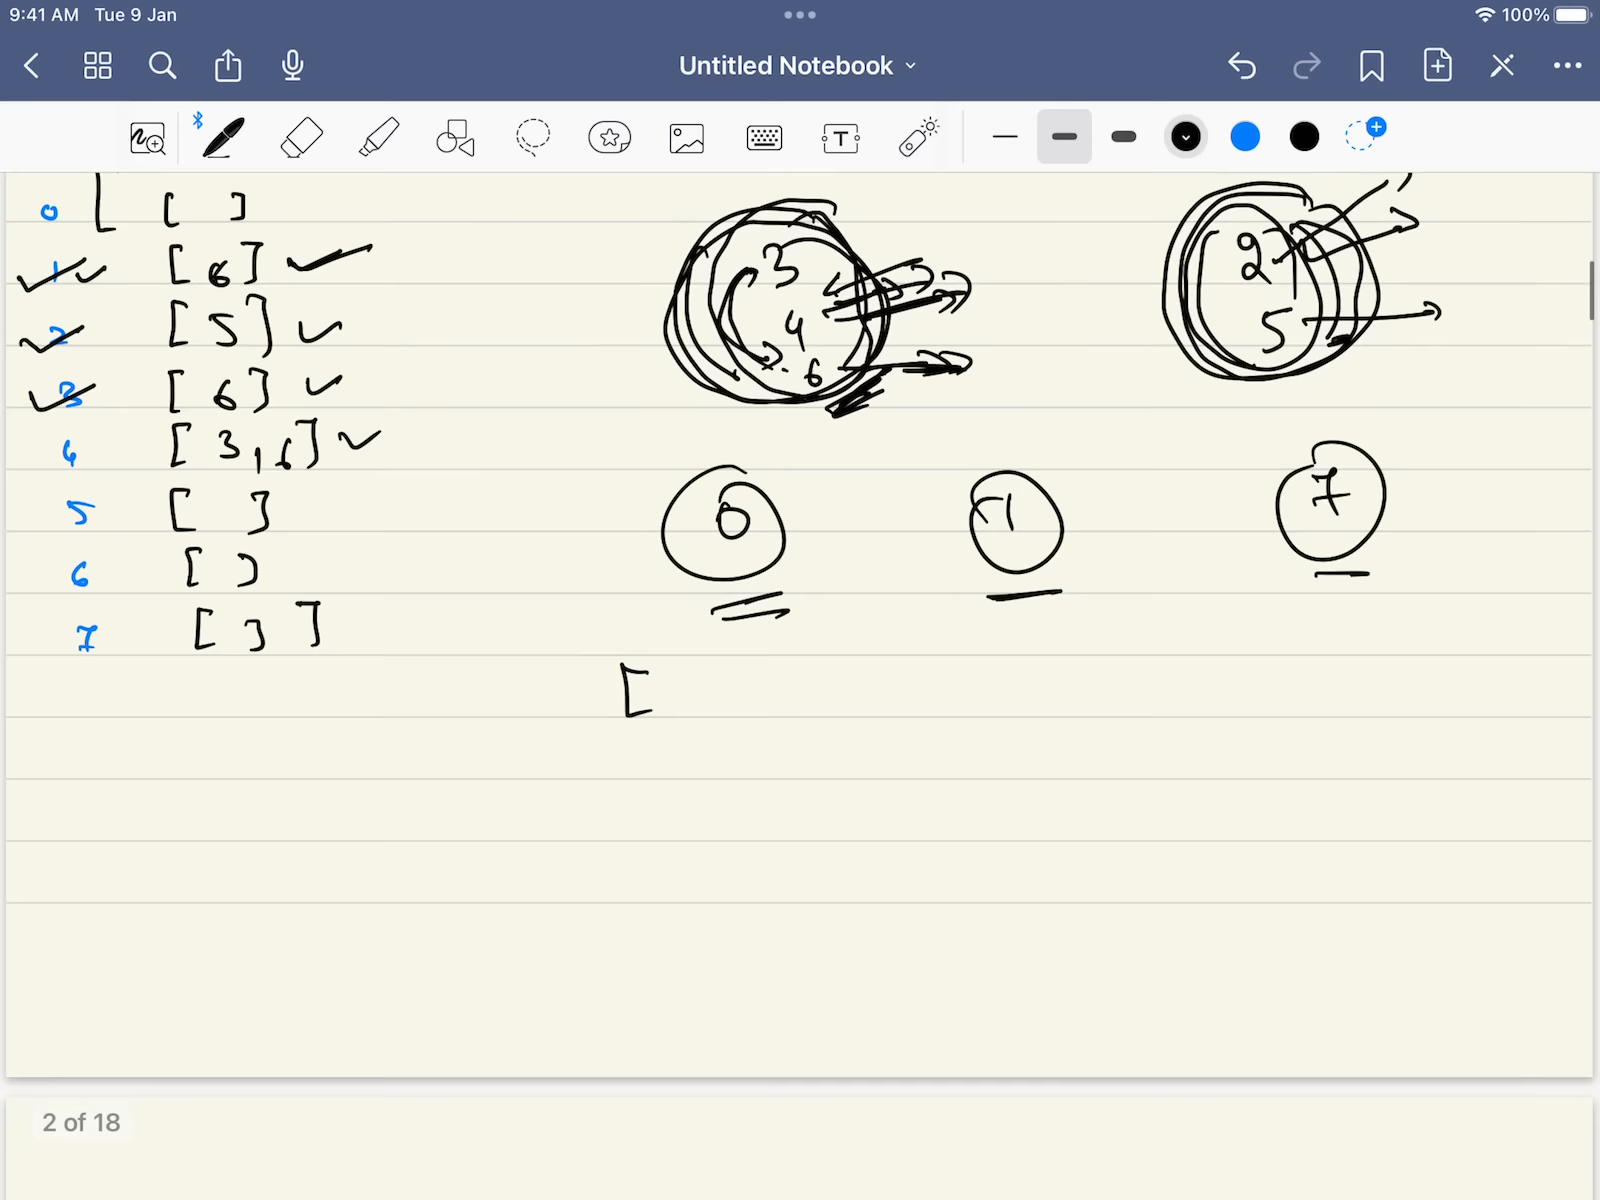 9:41 AM Tue 9 Jan 100%
Untitled Notebook
T
0 [ [ ]
1 [ 6 ]
2 [ 5 ]
3 [ 6 ]
4 [ 3, 6 ]
5 [ ]
6 [ ]
7 [ ] ]
3
4
6
2
5
0 1 7
[
2 of 18